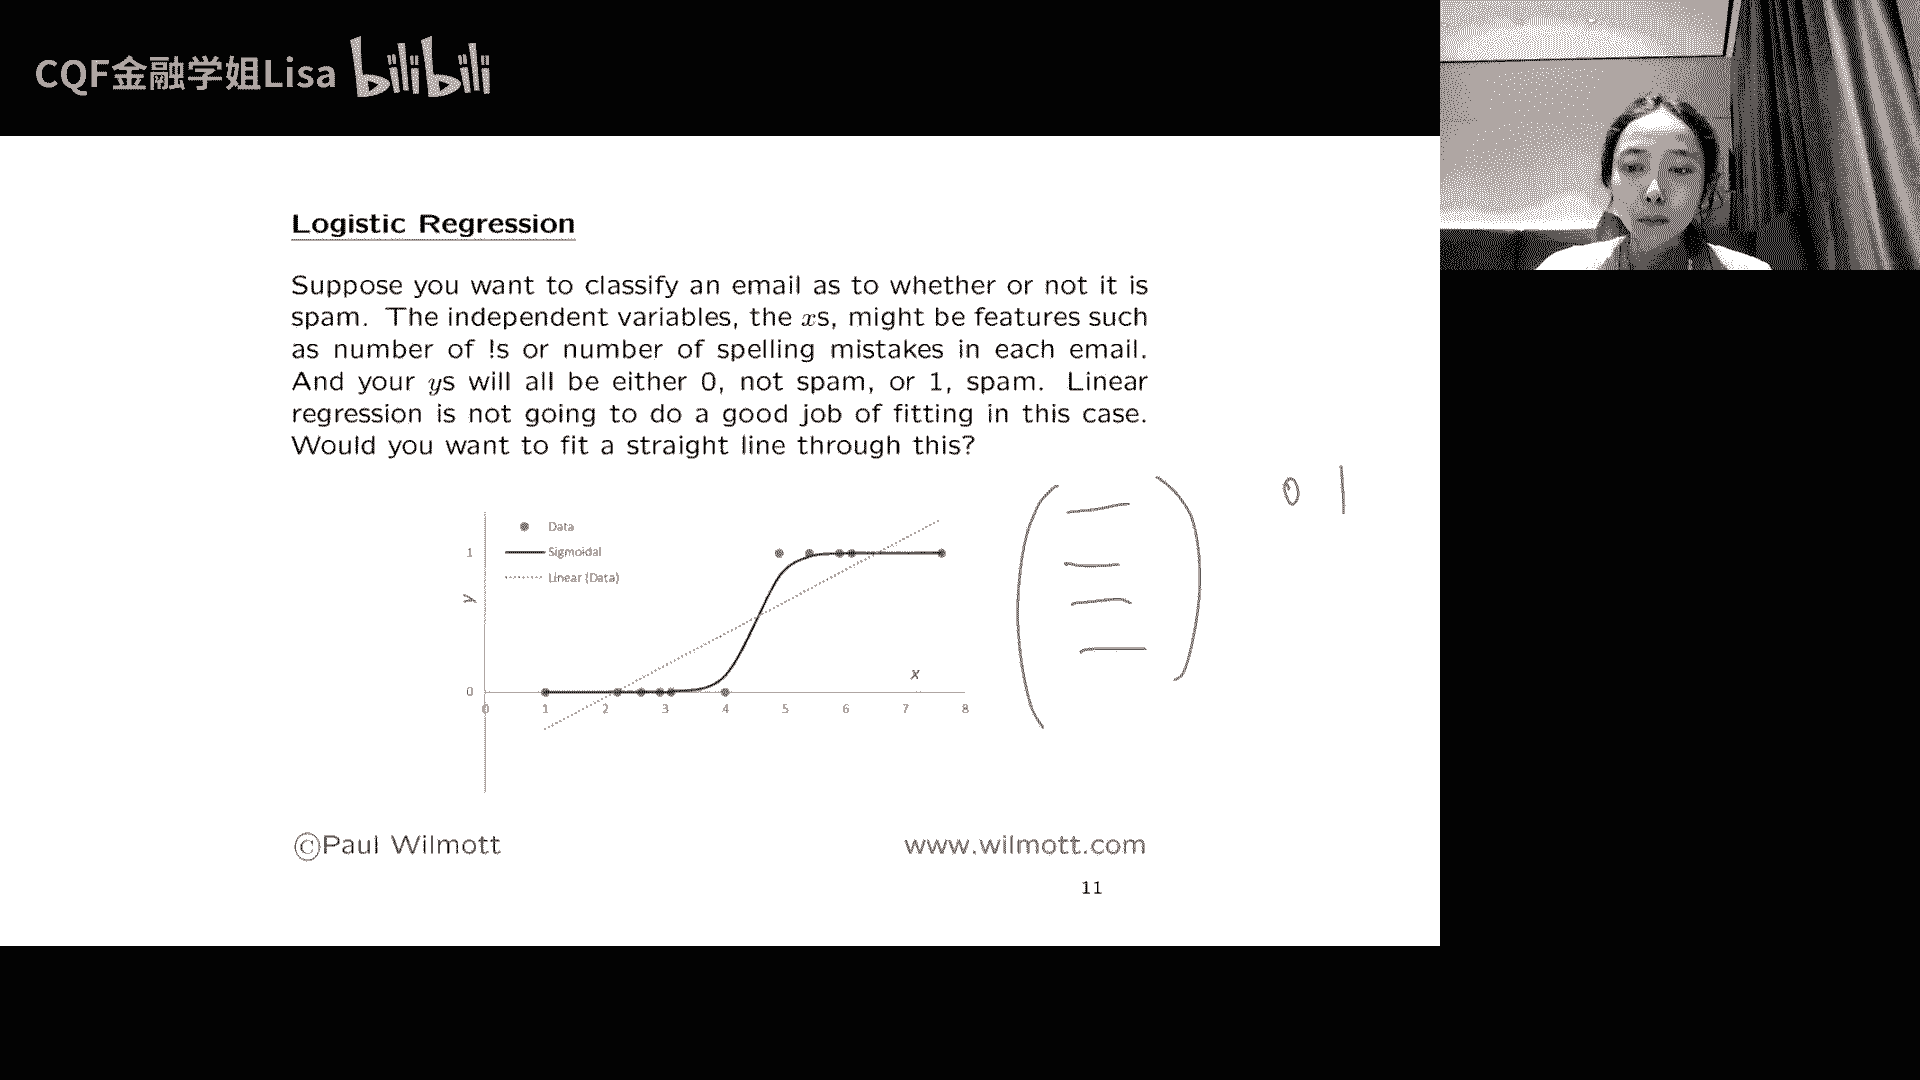 CQF金融学姐Lisa bilibili
Logistic Regression
Suppose you want to classify an email as to whether or not it is
spam. The independent variables, the xs, might be features such
as number of !s or number of spelling mistakes in each email.
And your ys will all be either 0, not spam, or 1, spam. Linear
regression is not going to do a good job of fitting in this case.
Would you want to fit a straight line through this?
0 1
Data
Sigmoidal
Linear (Data)
1
y
x
0
0 1 2 3 4 5 6 7 8
©Paul Wilmott
www.wilmott.com
11